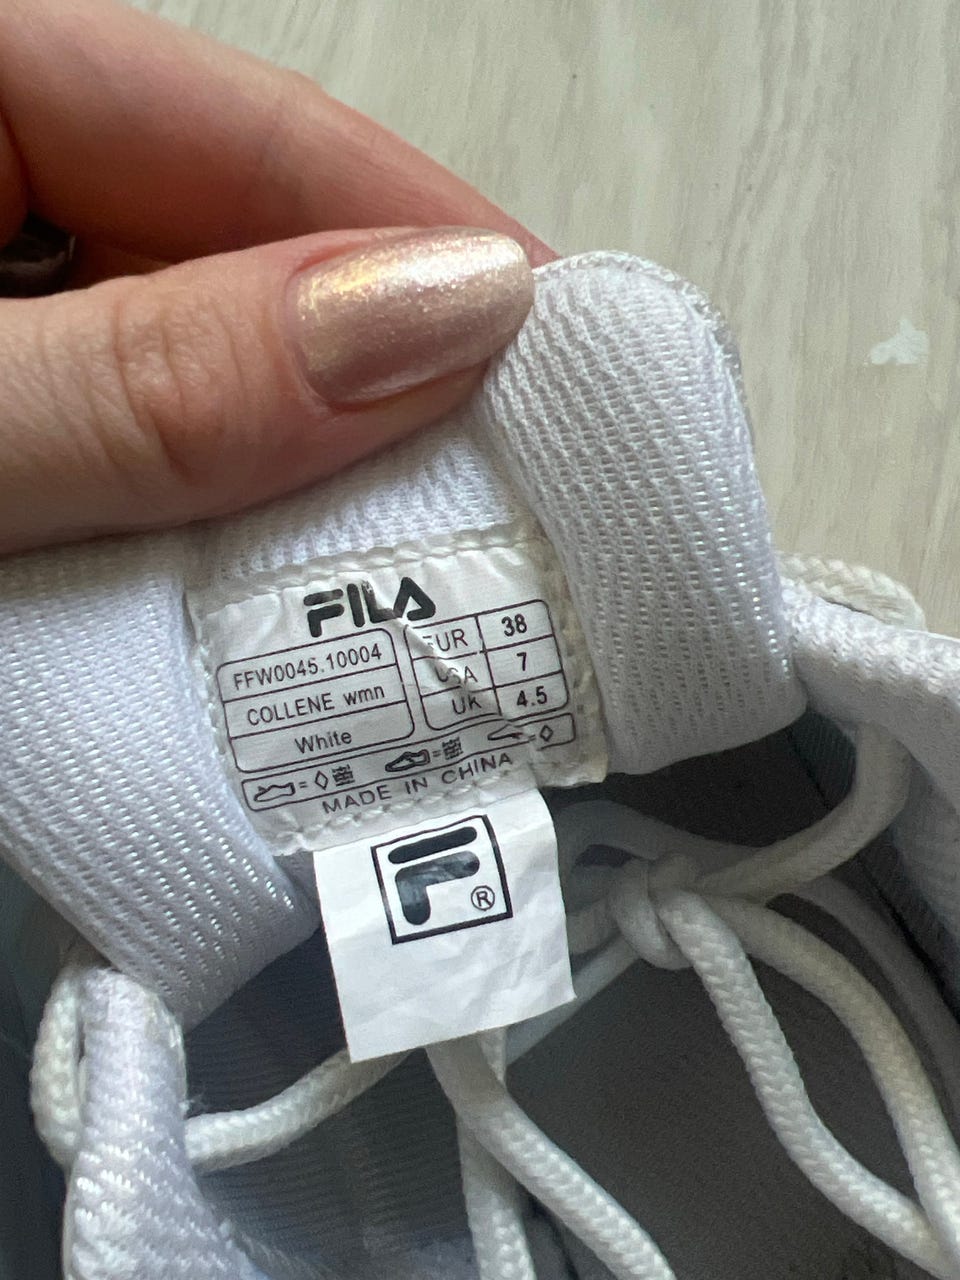 FILA
FFW0045.10004
COLLENE wmn
White
EUR 38
USA 7
UK 4.5
MADE IN CHINA
F
®